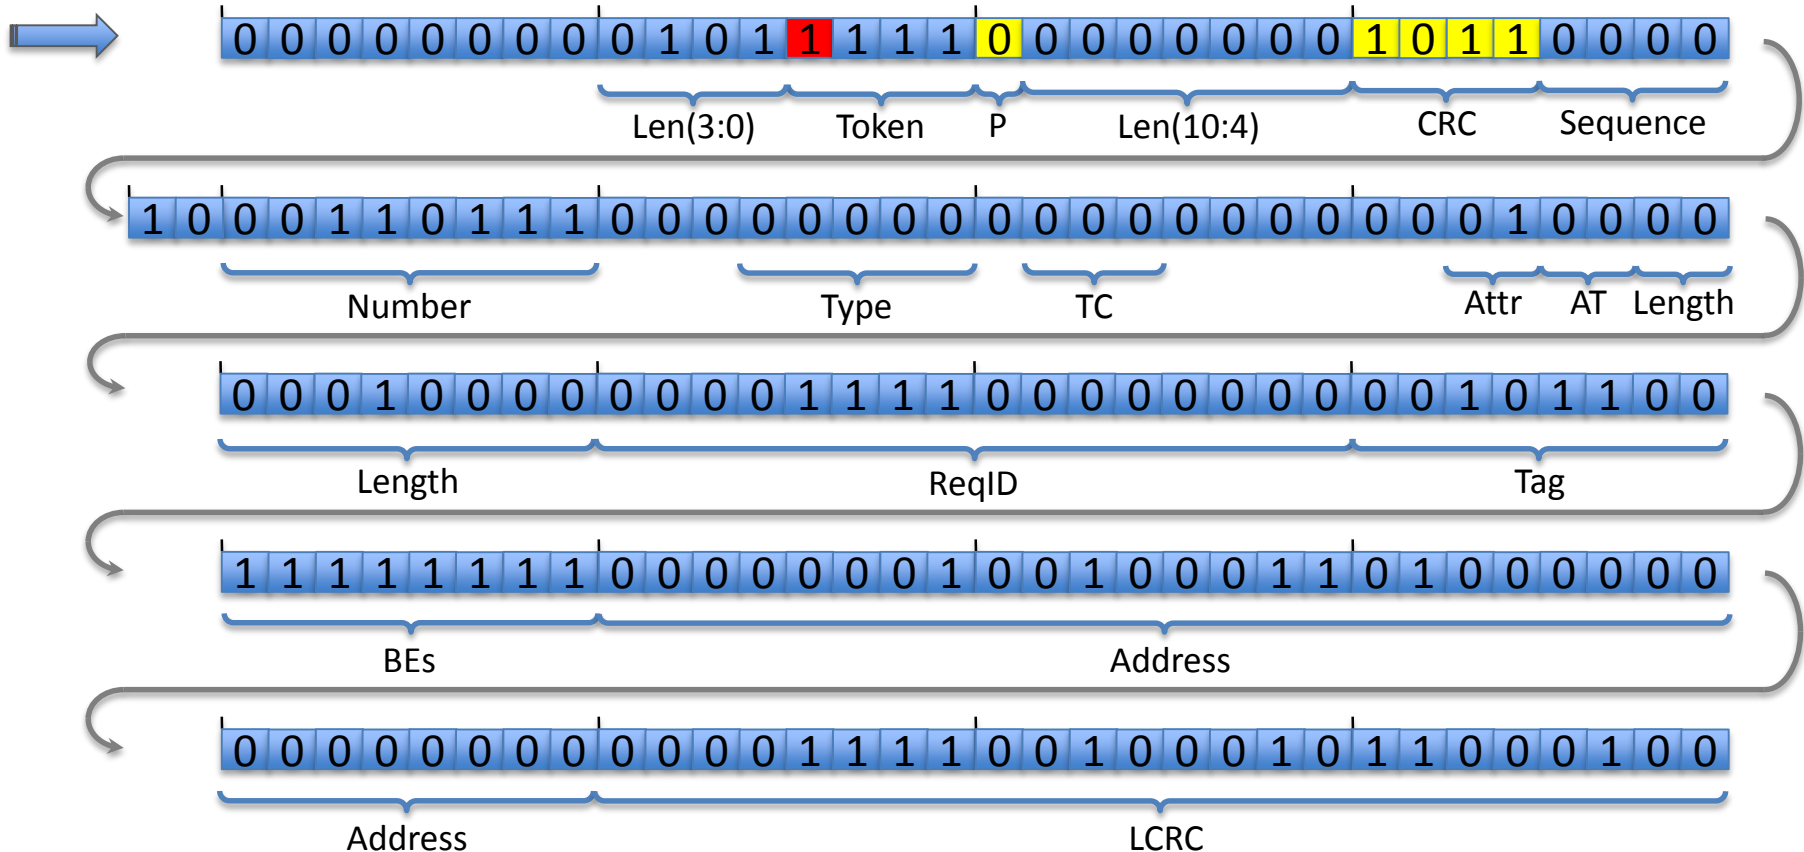 0 0 0 0 0 0 0 0 0 1 0 1 1 1 1 1 0 0 0 0 0 0 0 0 1 0 1 1 0 0 0 0
Len(3:0) Token P Len(10:4) CRC Sequence
1 0 0 0 1 1 0 1 1 1 0 0 0 0 0 0 0 0 0 0 0 0 0 0 0 0 0 0 0 1 0 0 0 0
Number Type TC Attr AT Length
0 0 0 1 0 0 0 0 0 0 0 0 1 1 1 1 0 0 0 0 0 0 0 0 0 0 1 0 1 1 0 0
Length ReqID Tag
1 1 1 1 1 1 1 1 0 0 0 0 0 0 0 1 0 0 1 0 0 0 1 1 0 1 0 0 0 0 0 0
BEs Address
0 0 0 0 0 0 0 0 0 0 0 0 1 1 1 1 0 0 1 0 0 0 1 0 1 1 0 0 0 1 0 0
Address LCRC